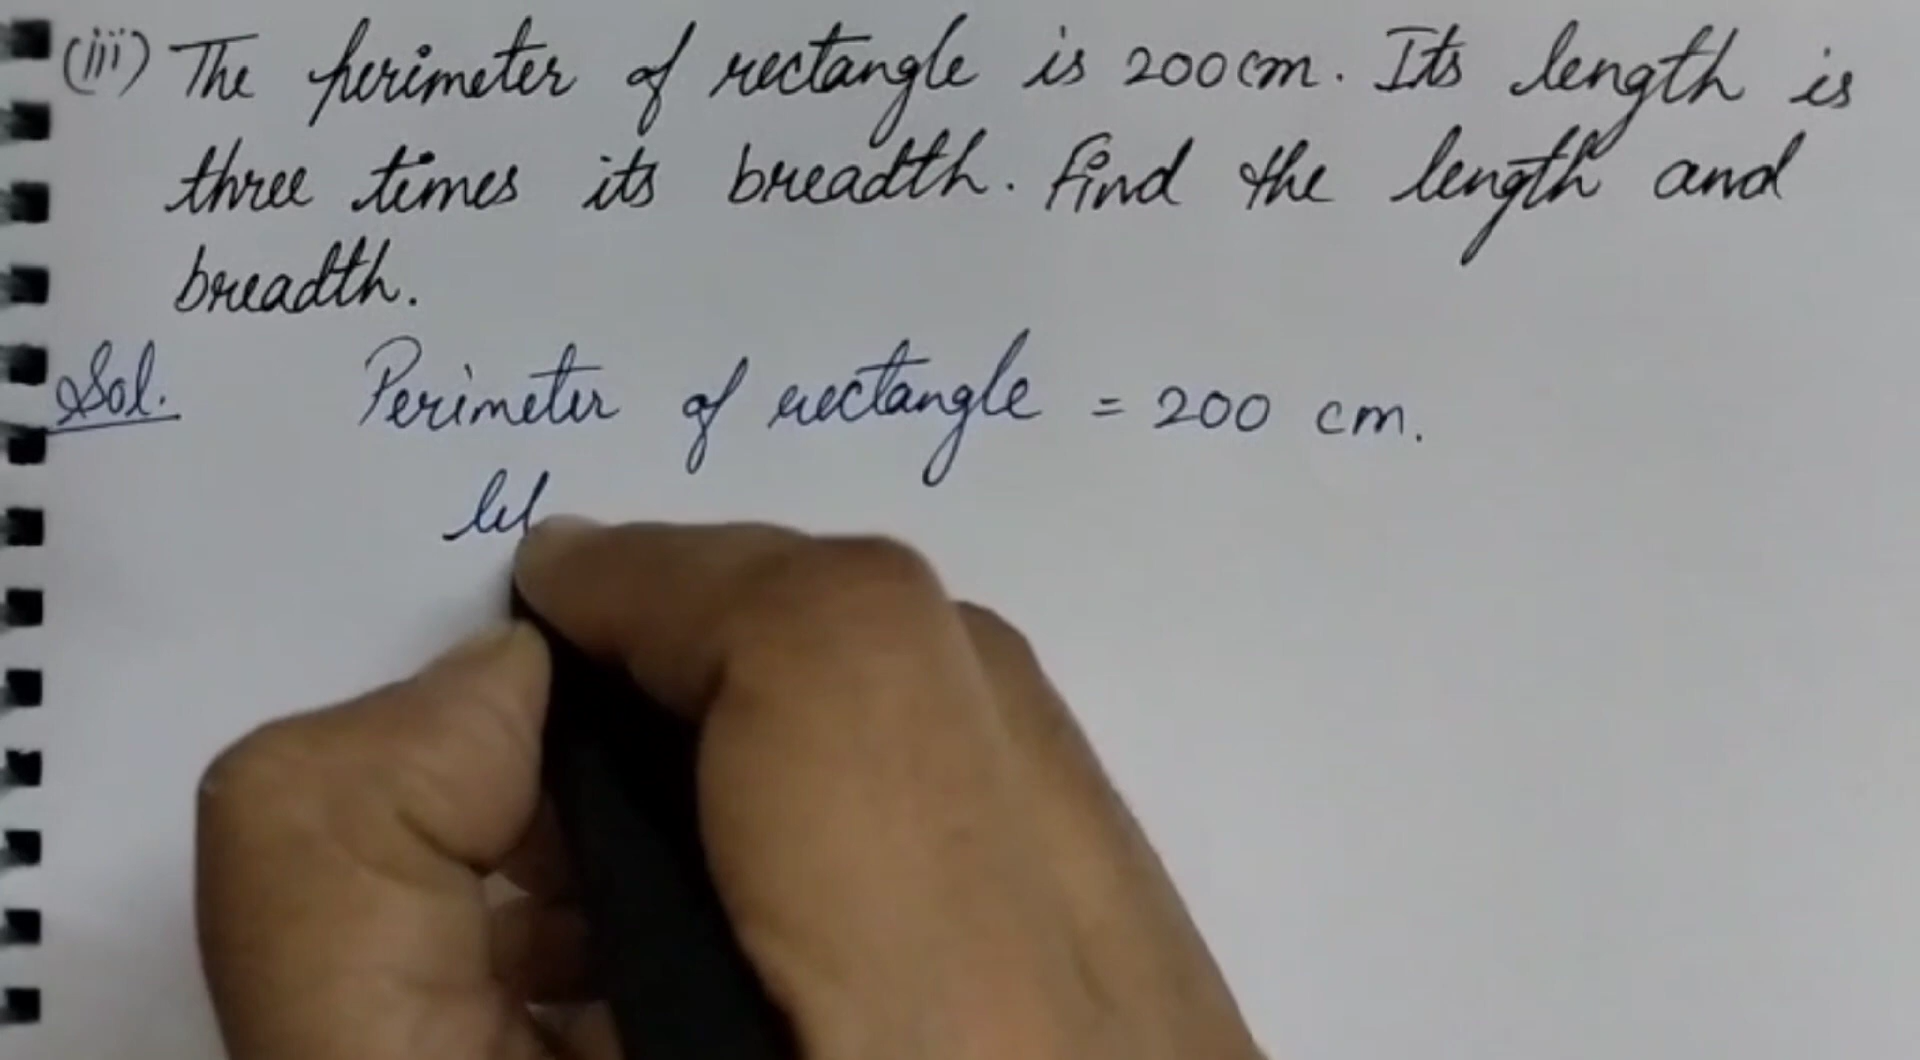 (iii) The perimeter of rectangle is 200cm. Its length is
three times its breadth. Find the length and
breadth.
Sol. Perimeter of rectangle = 200 cm.
let